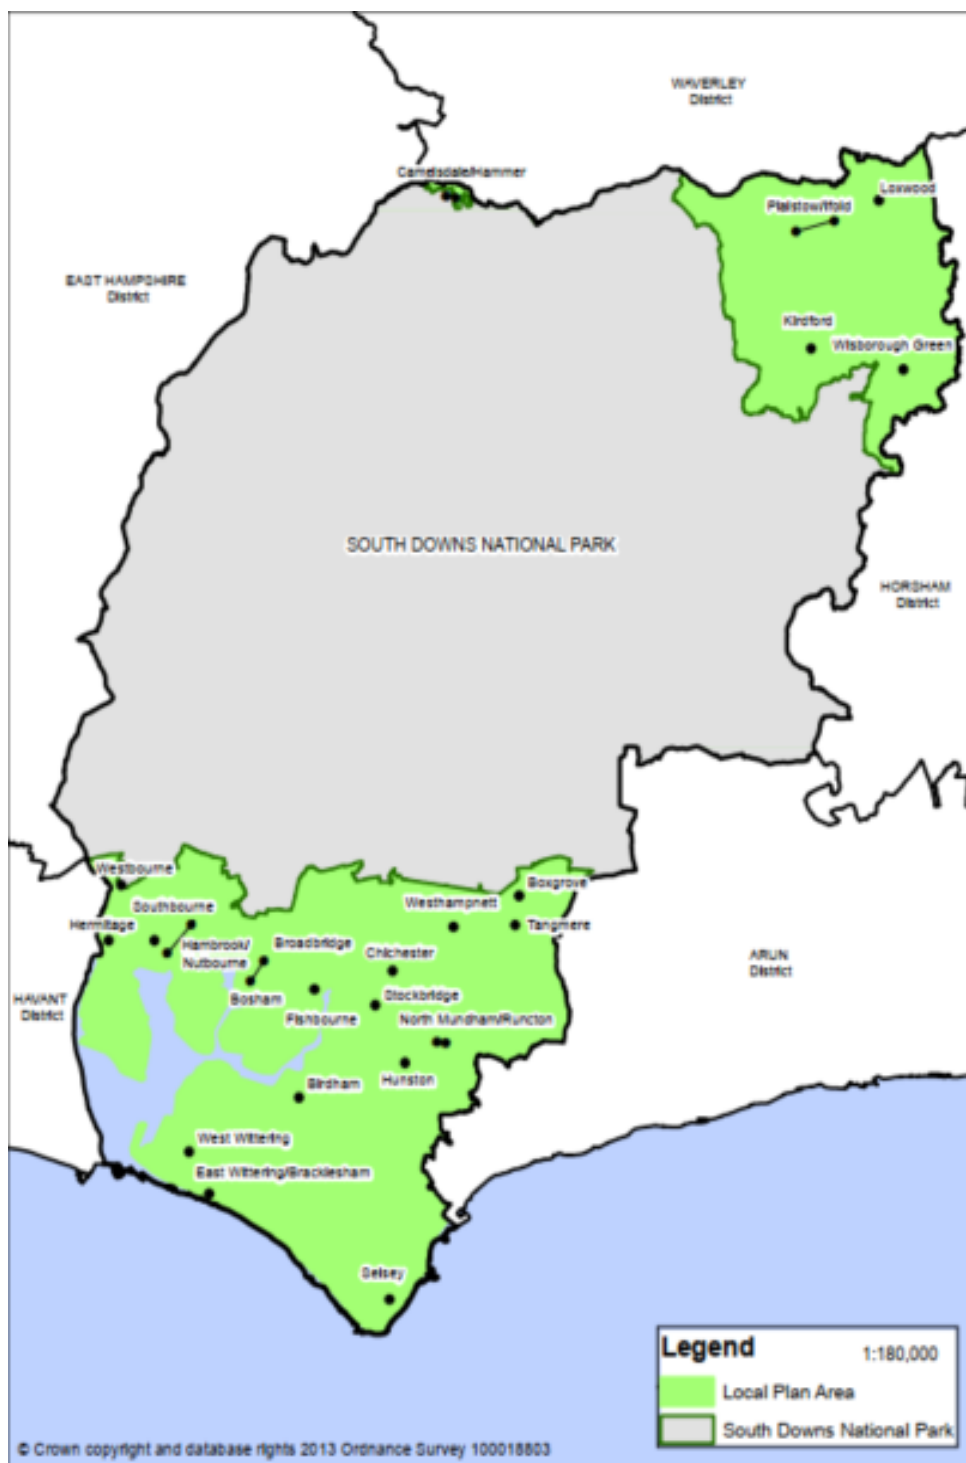 WAVERLEY
District
Camelsdale/Hammer
Loxwood
Plaistow/Ifold
EAST HAMPSHIRE
District
Kirdford
Wisborough Green
SOUTH DOWNS NATIONAL PARK
HORSHAM
District
Westbourne
Boxgrove
Southbourne
Westhampnett
Hermitage
Tangmere
Hambrook/
Nutbourne
Broadbridge
Chichester
ARUN
District
Bosham
HAVANT
District
Stockbridge
Fishbourne
North Mundham/Runcton
Hunston
Birdham
West Wittering
East Wittering/Bracklesham
Selsey
Legend
1:180,000
Local Plan Area
South Downs National Park
© Crown copyright and database rights 2013 Ordnance Survey 100018803